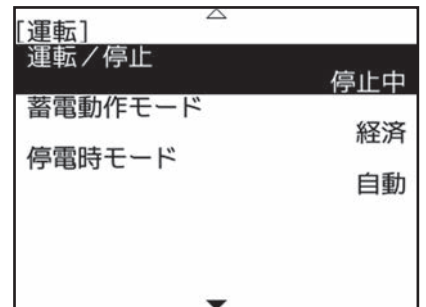 [運転]
運転／停止
停止中
蓄電動作モード
経済
停電時モード
自動